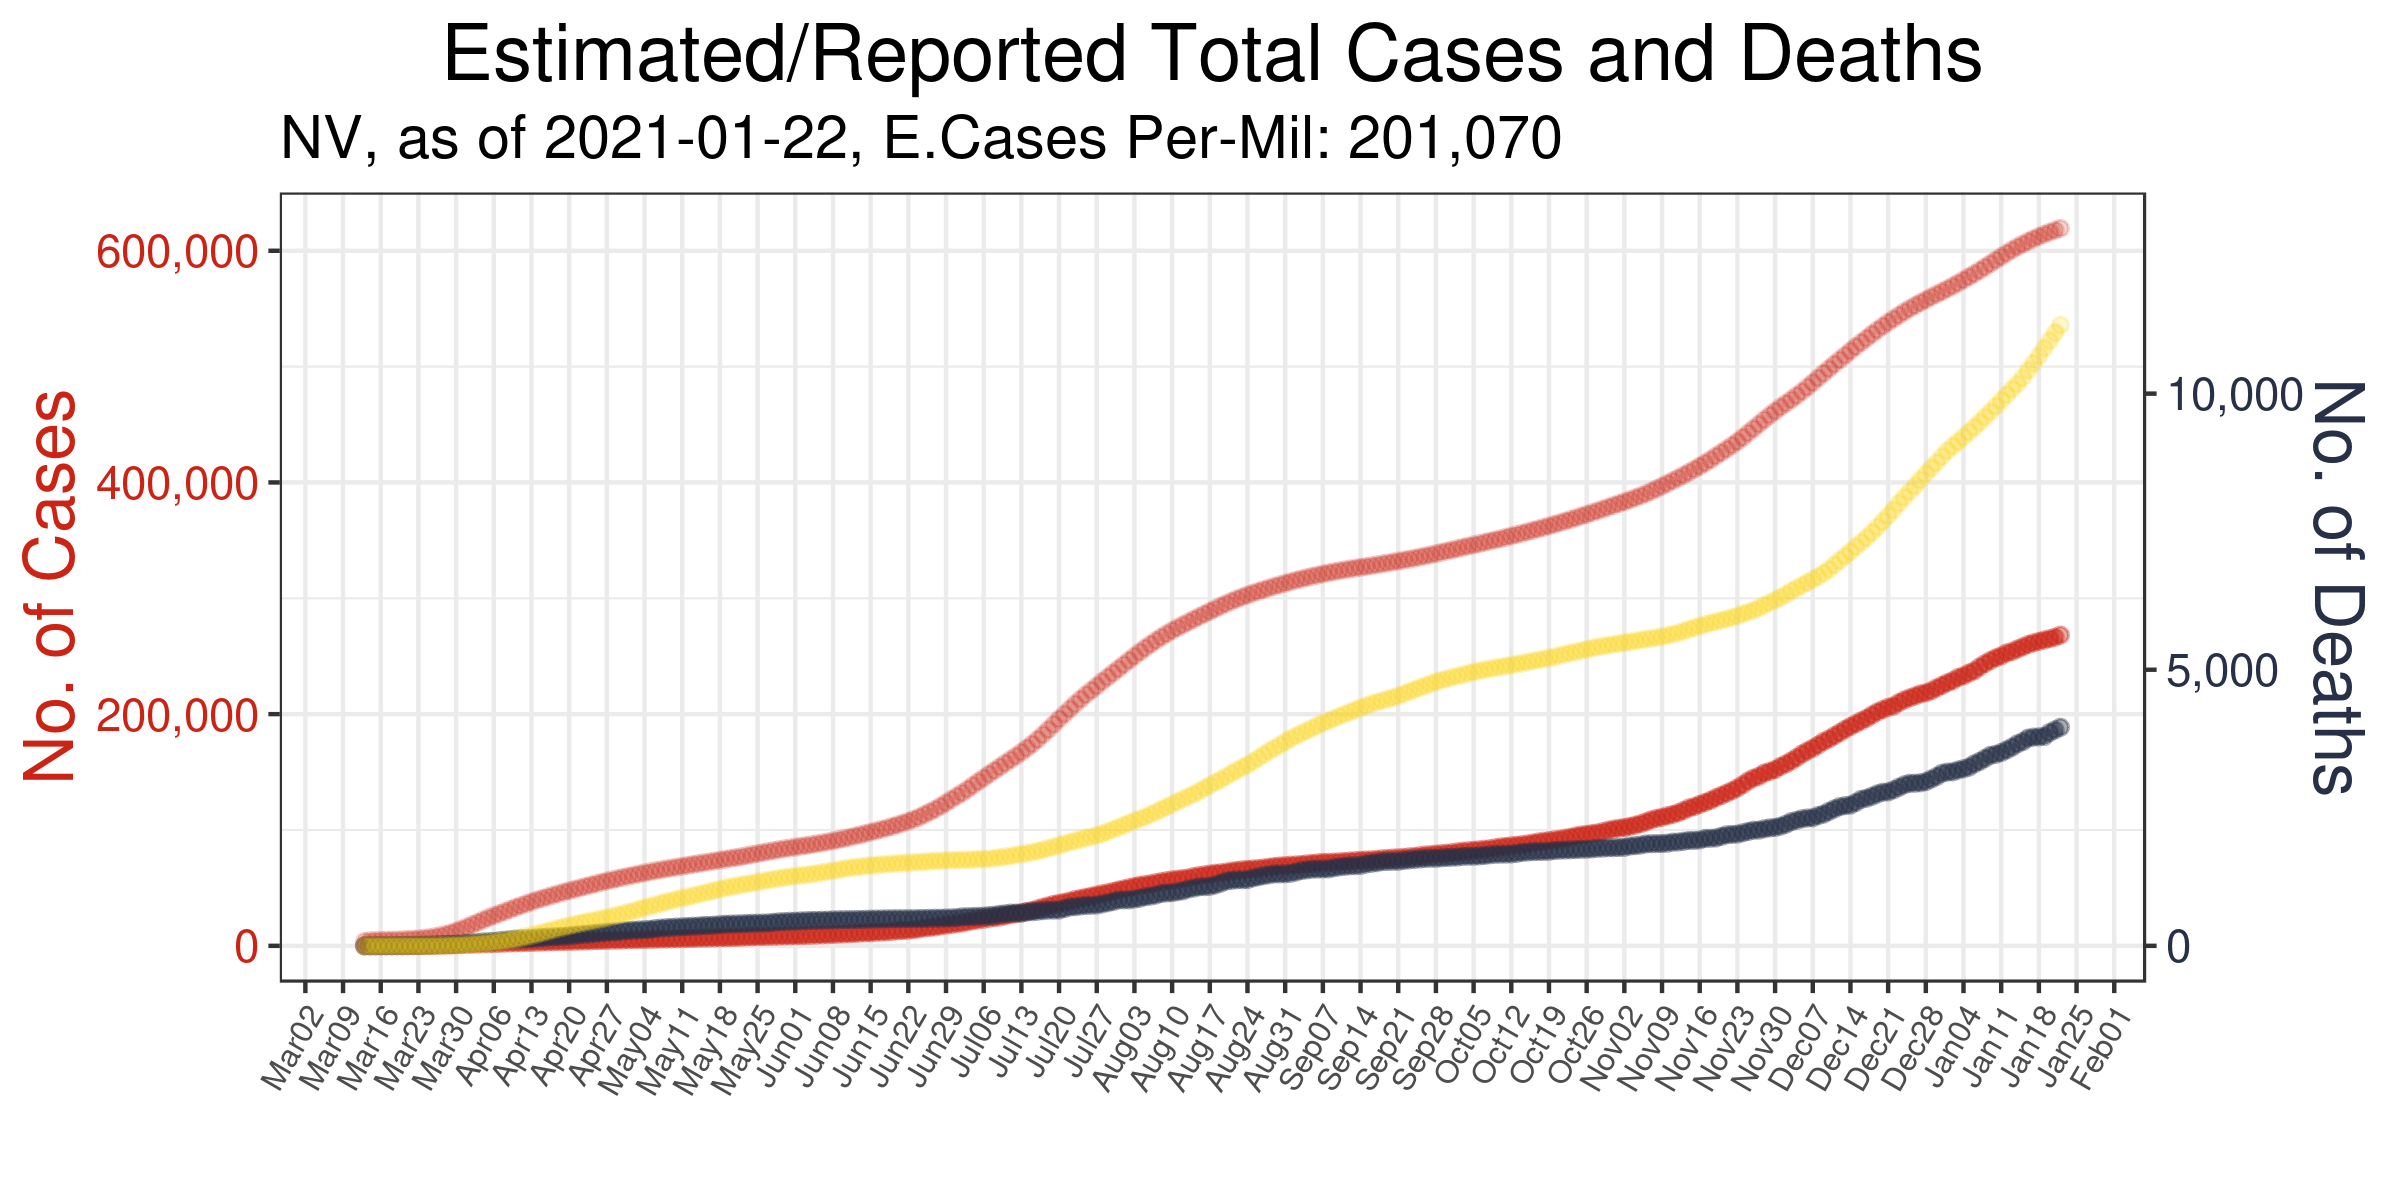 Estimated/Reported Total Cases and Deaths
NV, as of 2021-01-22, E.Cases Per-Mil: 201,070
No. of Cases
600,000
400,000
200,000
0
10,000
5,000
0
No. of Deaths
Mar02
Mar09
Mar16
Mar23
Mar30
Apr06
Apr13
Apr20
Apr27
May04
May11
May18
May25
Jun01
Jun08
Jun15
Jun22
Jun29
Jul06
Jul13
Jul20
Jul27
Aug03
Aug10
Aug17
Aug24
Aug31
Sep07
Sep14
Sep21
Sep28
Oct05
Oct12
Oct19
Oct26
Nov02
Nov09
Nov16
Nov23
Nov30
Dec07
Dec14
Dec21
Dec28
Jan04
Jan11
Jan18
Jan25
Feb01